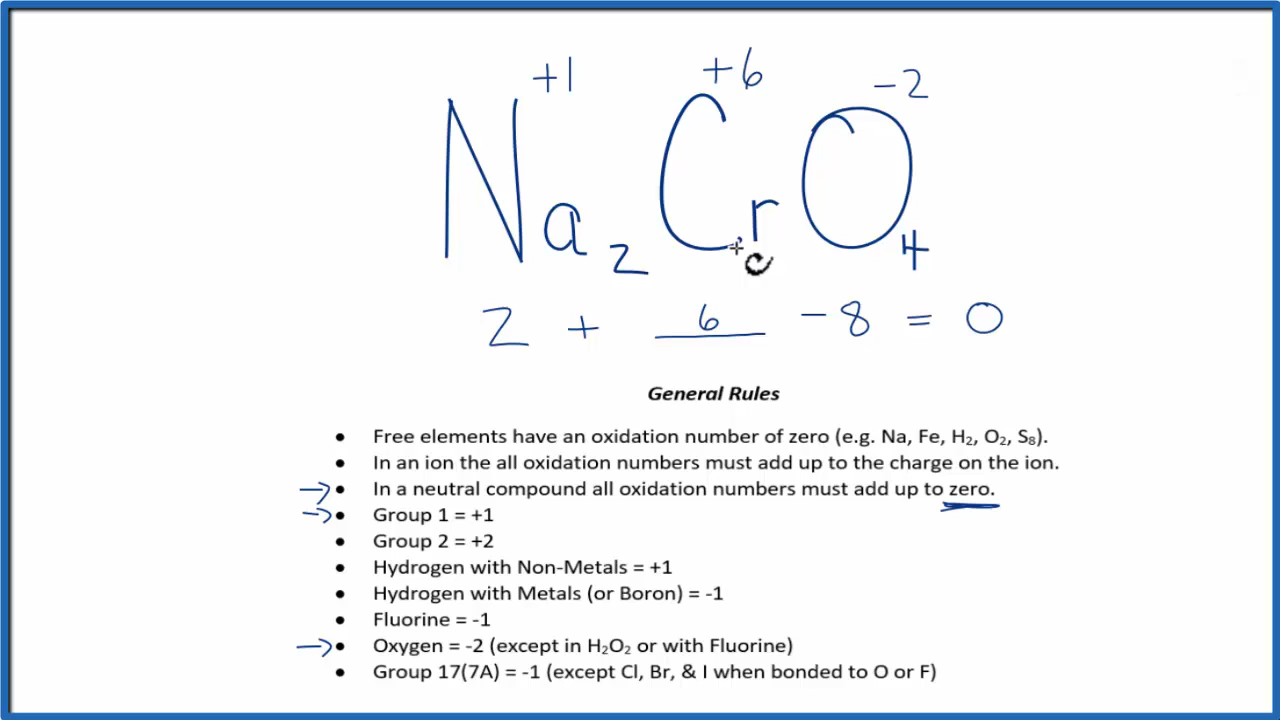 +1 +6 -2
Na₂CrO₄
2 + 6 - 8 = 0
General Rules
• Free elements have an oxidation number of zero (e.g. Na, Fe, H₂, O₂, S₈).
• In an ion the all oxidation numbers must add up to the charge on the ion.
→ • In a neutral compound all oxidation numbers must add up to zero.
→ • Group 1 = +1
• Group 2 = +2
• Hydrogen with Non-Metals = +1
• Hydrogen with Metals (or Boron) = -1
• Fluorine = -1
→ • Oxygen = -2 (except in H₂O₂ or with Fluorine)
• Group 17(7A) = -1 (except Cl, Br, & I when bonded to O or F)